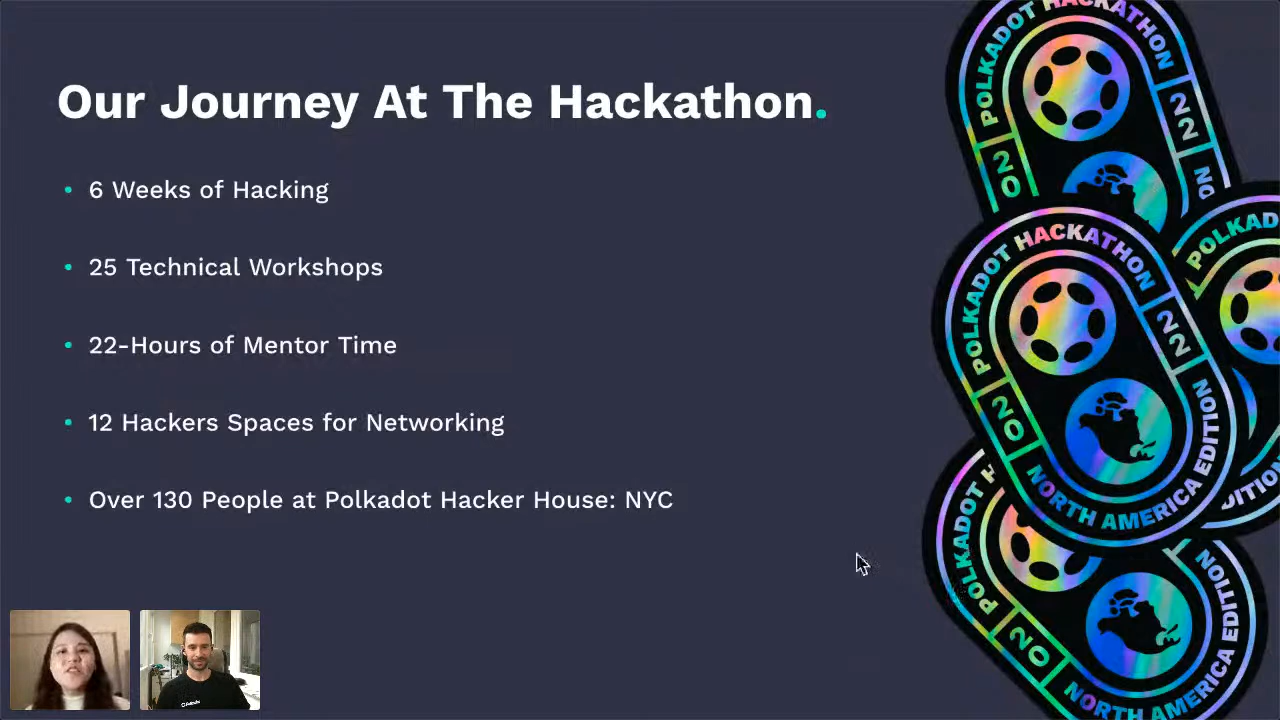 Our Journey At The Hackathon.
• 6 Weeks of Hacking
• 25 Technical Workshops
• 22-Hours of Mentor Time
• 12 Hackers Spaces for Networking
• Over 130 People at Polkadot Hacker House: NYC
POLKADOT HACKATHON
20
22
POLKADOT HACKATHON
20
22
NORTH AMERICA EDITION
POLKAD
DITION
POLKADOT H
20
NORTH AMERICA EDITION